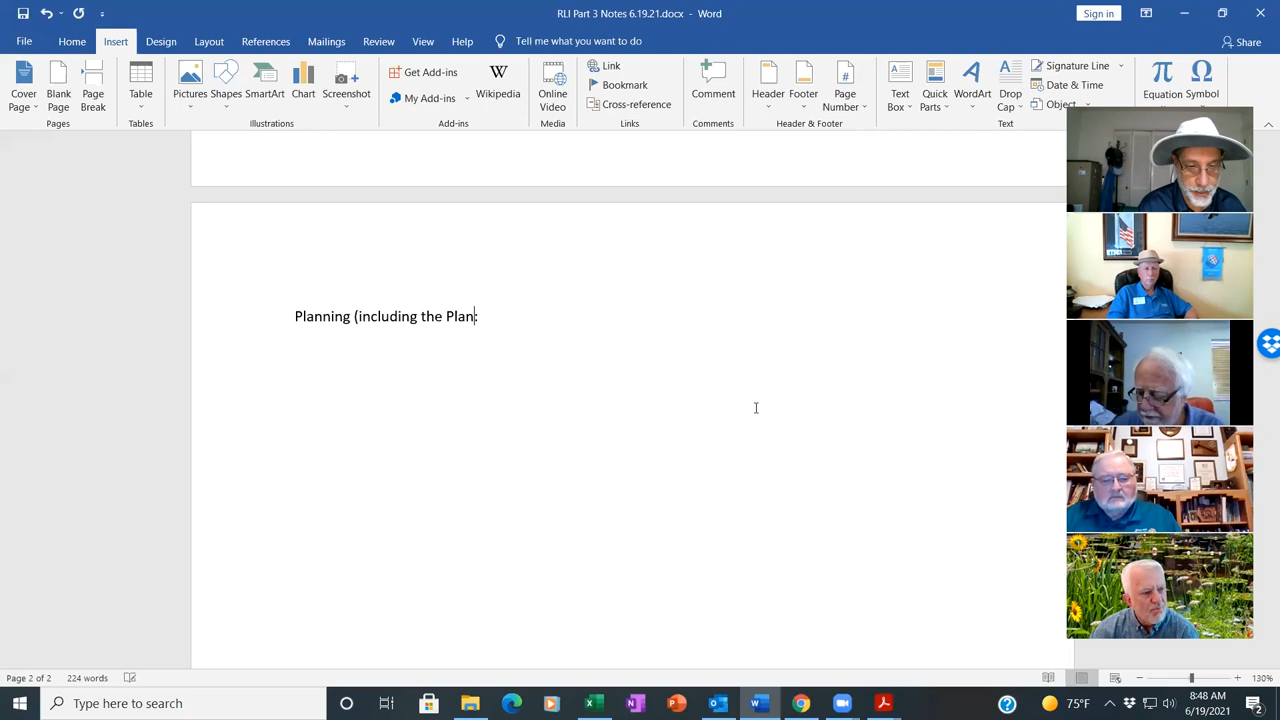 RLI Part 3 Notes 6.19.21.docx - Word
Sign in
File Home Insert Design Layout References Mailings Review View Help Tell me what you want to do
Share
Cover Page
Blank Page
Page Break
Pages
Table
Tables
Pictures
Shapes
SmartArt
Chart
Screenshot
Illustrations
Get Add-ins
My Add-ins
Wikipedia
Add-ins
Online Video
Media
Link
Bookmark
Cross-reference
Links
Comment
Comments
Header
Footer
Page Number
Header & Footer
Text Box
Quick Parts
WordArt
Drop Cap
Signature Line
Date & Time
Object
Text
Equation
Symbol
Planning (including the Plan:
Page 2 of 2 224 words
130%
Type here to search
75°F
8:48 AM
6/19/2021
2